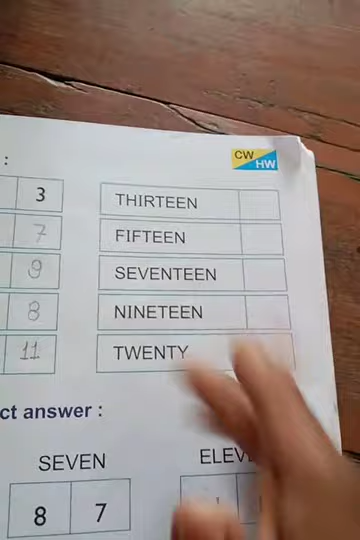 :
CW
HW
3 THIRTEEN
7 FIFTEEN
9 SEVENTEEN
8 NINETEEN
11 TWENTY
ct answer :
SEVEN
8 7